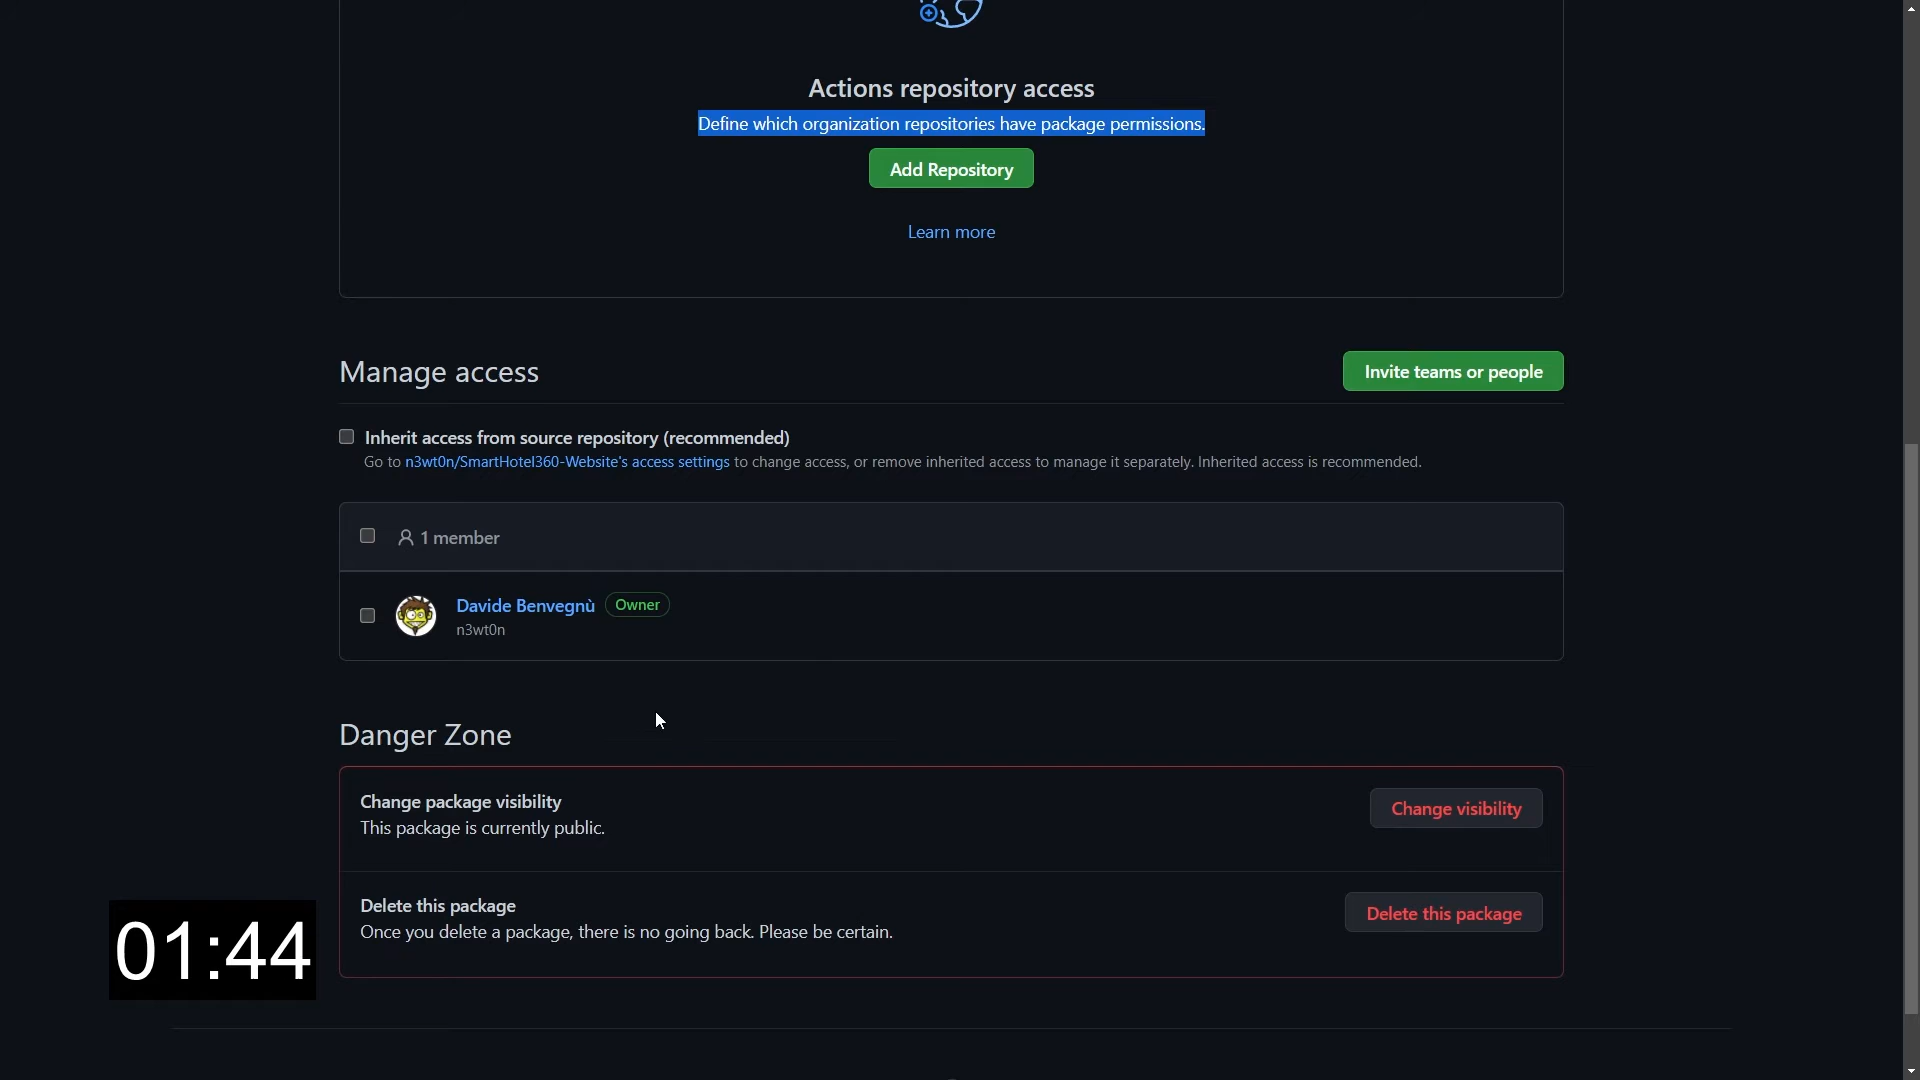 Actions repository access
Define which organization repositories have package permissions.
Add Repository
Learn more
Manage access
Invite teams or people
Inherit access from source repository (recommended)
Go to n3wt0n/SmartHotel360-Website's access settings to change access, or remove inherited access to manage it separately. Inherited access is recommended.
1 member
Davide Benvegnù Owner
n3wt0n
Danger Zone
Change package visibility
This package is currently public.
Change visibility
Delete this package
Once you delete a package, there is no going back. Please be certain.
Delete this package
01:44